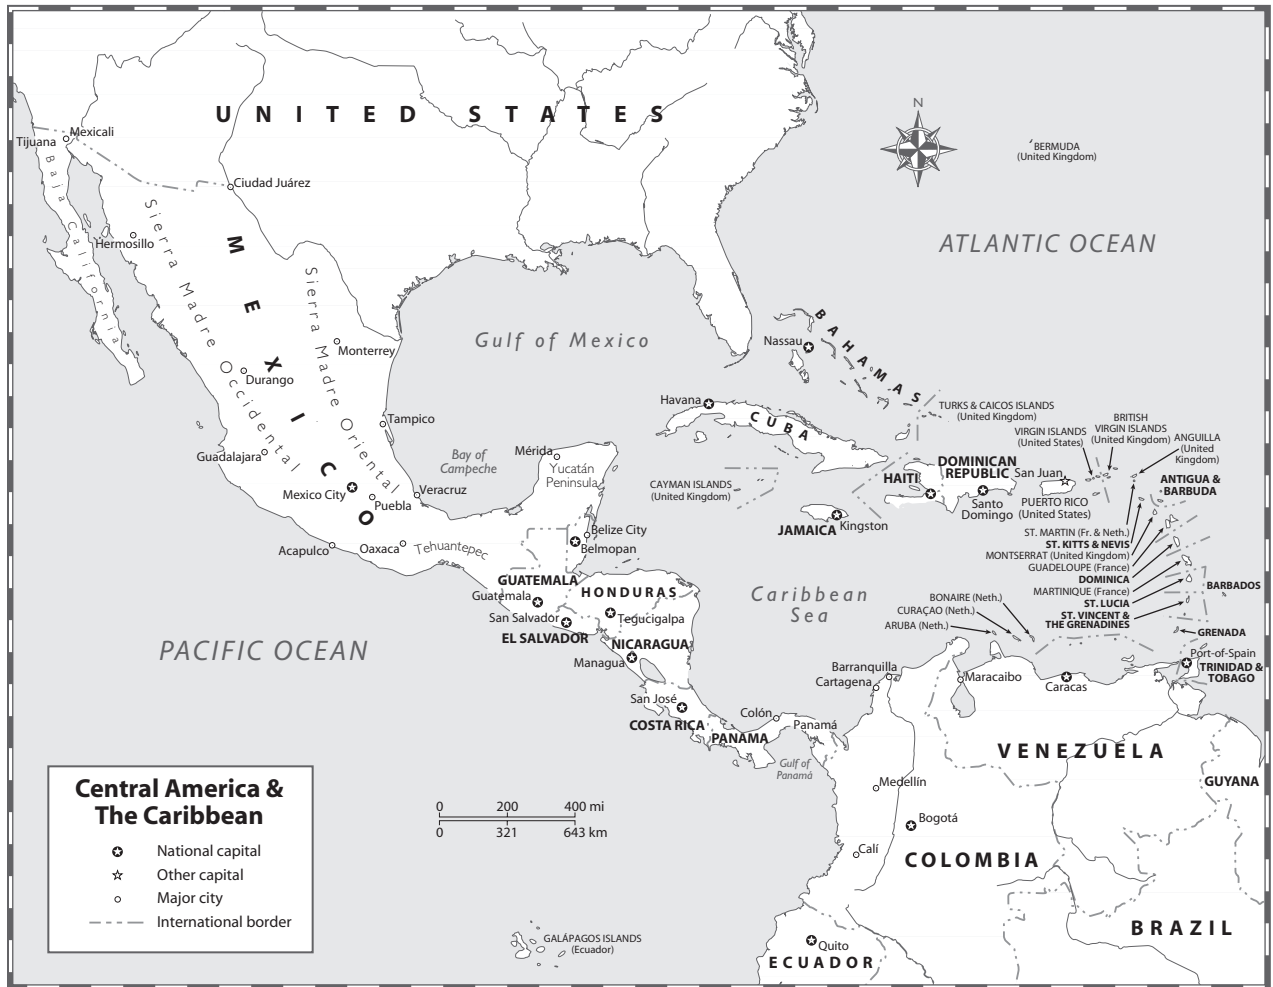 UNITED STATES
N
BERMUDA
(United Kingdom)
Mexicali
Tijuana
Baja California
Ciudad Juárez
Hermosillo
Sierra Madre Occidental
MEXICO
Sierra Madre Oriental
ATLANTIC OCEAN
Gulf of Mexico
Monterrey
Durango
Nassau
BAHAMAS
Havana
CUBA
TURKS & CAICOS ISLANDS
(United Kingdom)
Tampico
Guadalajara
Bay of
Campeche
Mérida
Yucatán
Peninsula
CAYMAN ISLANDS
(United Kingdom)
HAITI
DOMINICAN
REPUBLIC
Santo
Domingo
San Juan
PUERTO RICO
(United States)
VIRGIN ISLANDS
(United States)
BRITISH
VIRGIN ISLANDS
(United Kingdom)
ANGUILLA
(United
Kingdom)
ANTIGUA &
BARBUDA
Mexico City
Puebla
Veracruz
JAMAICA
Kingston
Acapulco
Oaxaca
Tehuantepec
Belize City
Belmopan
ST. MARTIN (Fr. & Neth.)
ST. KITTS & NEVIS
MONTSERRAT (United Kingdom)
GUADELOUPE (France)
DOMINICA
MARTINIQUE (France)
ST. LUCIA
ST. VINCENT &
THE GRENADINES
BARBADOS
GRENADA
Port-of-Spain
TRINIDAD &
TOBAGO
GUATEMALA
Guatemala
HONDURAS
San Salvador
Tegucigalpa
EL SALVADOR
NICARAGUA
Managua
Caribbean
Sea
BONAIRE (Neth.)
CURAÇAO (Neth.)
ARUBA (Neth.)
PACIFIC OCEAN
San José
COSTA RICA
Colón
Panamá
PANAMA
Gulf of
Panamá
Barranquilla
Cartagena
Maracaibo
Caracas
VENEZUELA
GUYANA
Medellín
Bogotá
Calí
COLOMBIA
BRAZIL
Quito
ECUADOR
GALÁPAGOS ISLANDS
(Ecuador)
Central America &
The Caribbean
National capital
Other capital
Major city
International border
0 200 400 mi
0 321 643 km